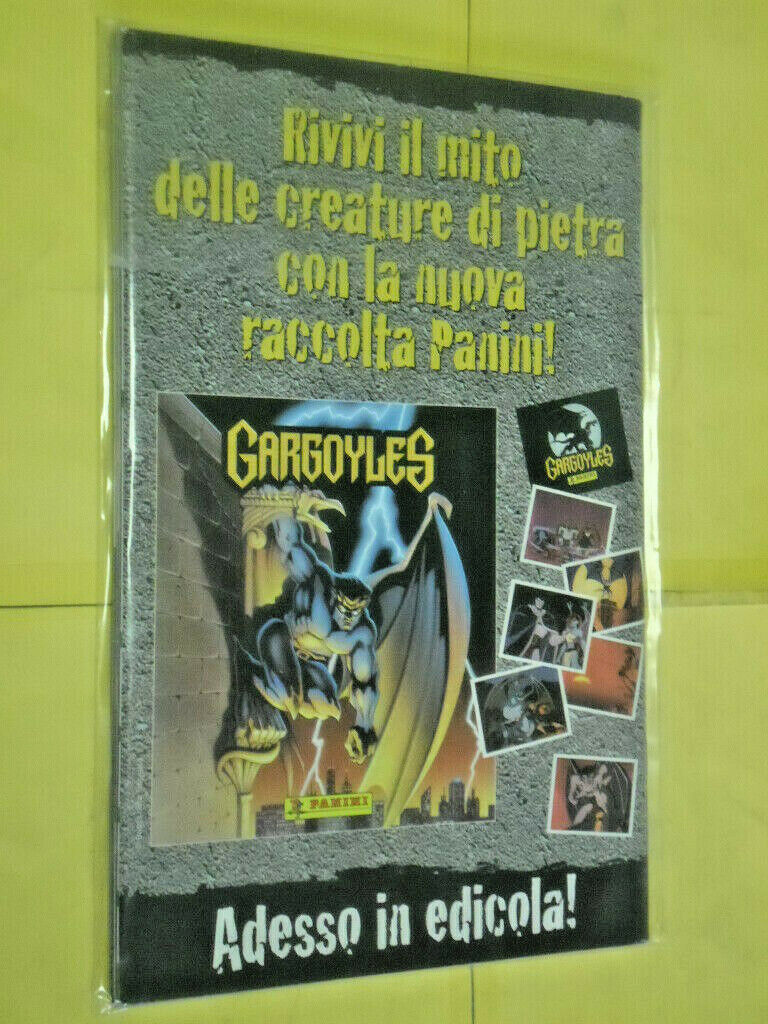 Rivivi il mito
delle creature di pietra
con la nuova
raccolta Panini!
GARGOYLES
GARGOYLES
PANINI
PANINI
Adesso in edicola!